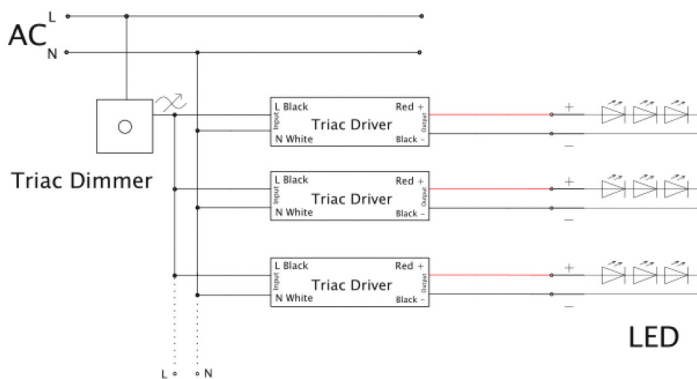 AC L
N
L Black
Red +
Input
Triac Driver
Output
N White
Black -
Triac Dimmer
+
−
L Black
Red +
Input
Triac Driver
Output
N White
Black -
+
−
L Black
Red +
Input
Triac Driver
Output
N White
Black -
+
−
LED
L N